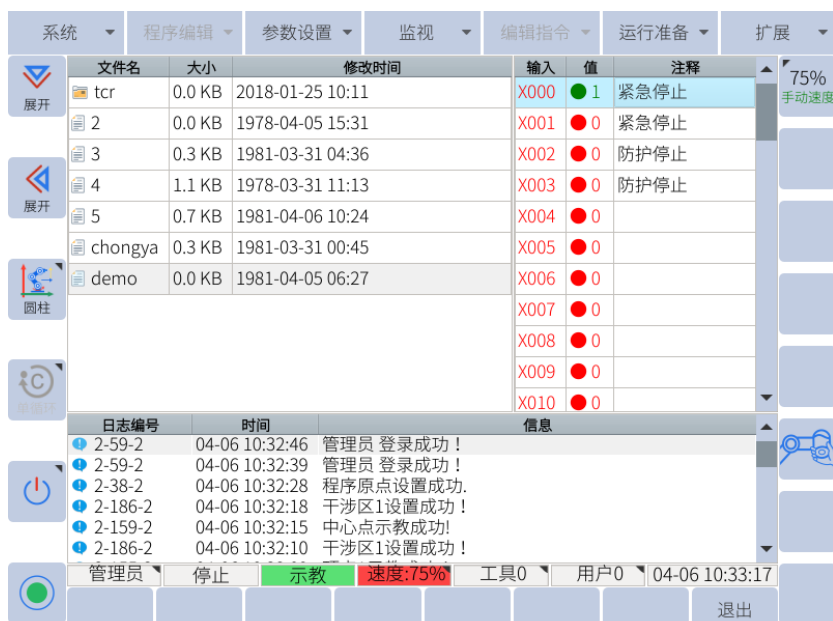 系统 程序编辑 参数设置 监视 编辑指令 运行准备 扩展
文件名 大小 修改时间
tcr 0.0 KB 2018-01-25 10:11
2 0.0 KB 1978-04-05 15:31
3 0.3 KB 1981-03-31 04:36
4 1.1 KB 1978-03-31 11:13
5 0.7 KB 1981-04-06 10:24
chongya 0.3 KB 1981-03-31 00:45
demo 0.0 KB 1981-04-05 06:27
输入 值 注释
X000 1 紧急停止
X001 0 紧急停止
X002 0 防护停止
X003 0 防护停止
X004 0
X005 0
X006 0
X007 0
X008 0
X009 0
X010 0
展开
展开
圆柱
C
单循环
75%
手动速度
日志编号 时间 信息
2-59-2 04-06 10:32:46 管理员 登录成功！
2-59-2 04-06 10:32:39 管理员 登录成功！
2-38-2 04-06 10:32:28 程序原点设置成功.
2-186-2 04-06 10:32:18 干涉区1设置成功！
2-159-2 04-06 10:32:15 中心点示教成功!
2-186-2 04-06 10:32:10 干涉区1设置成功！
管理员 停止 示教 速度:75% 工具0 用户0 04-06 10:33:17
退出